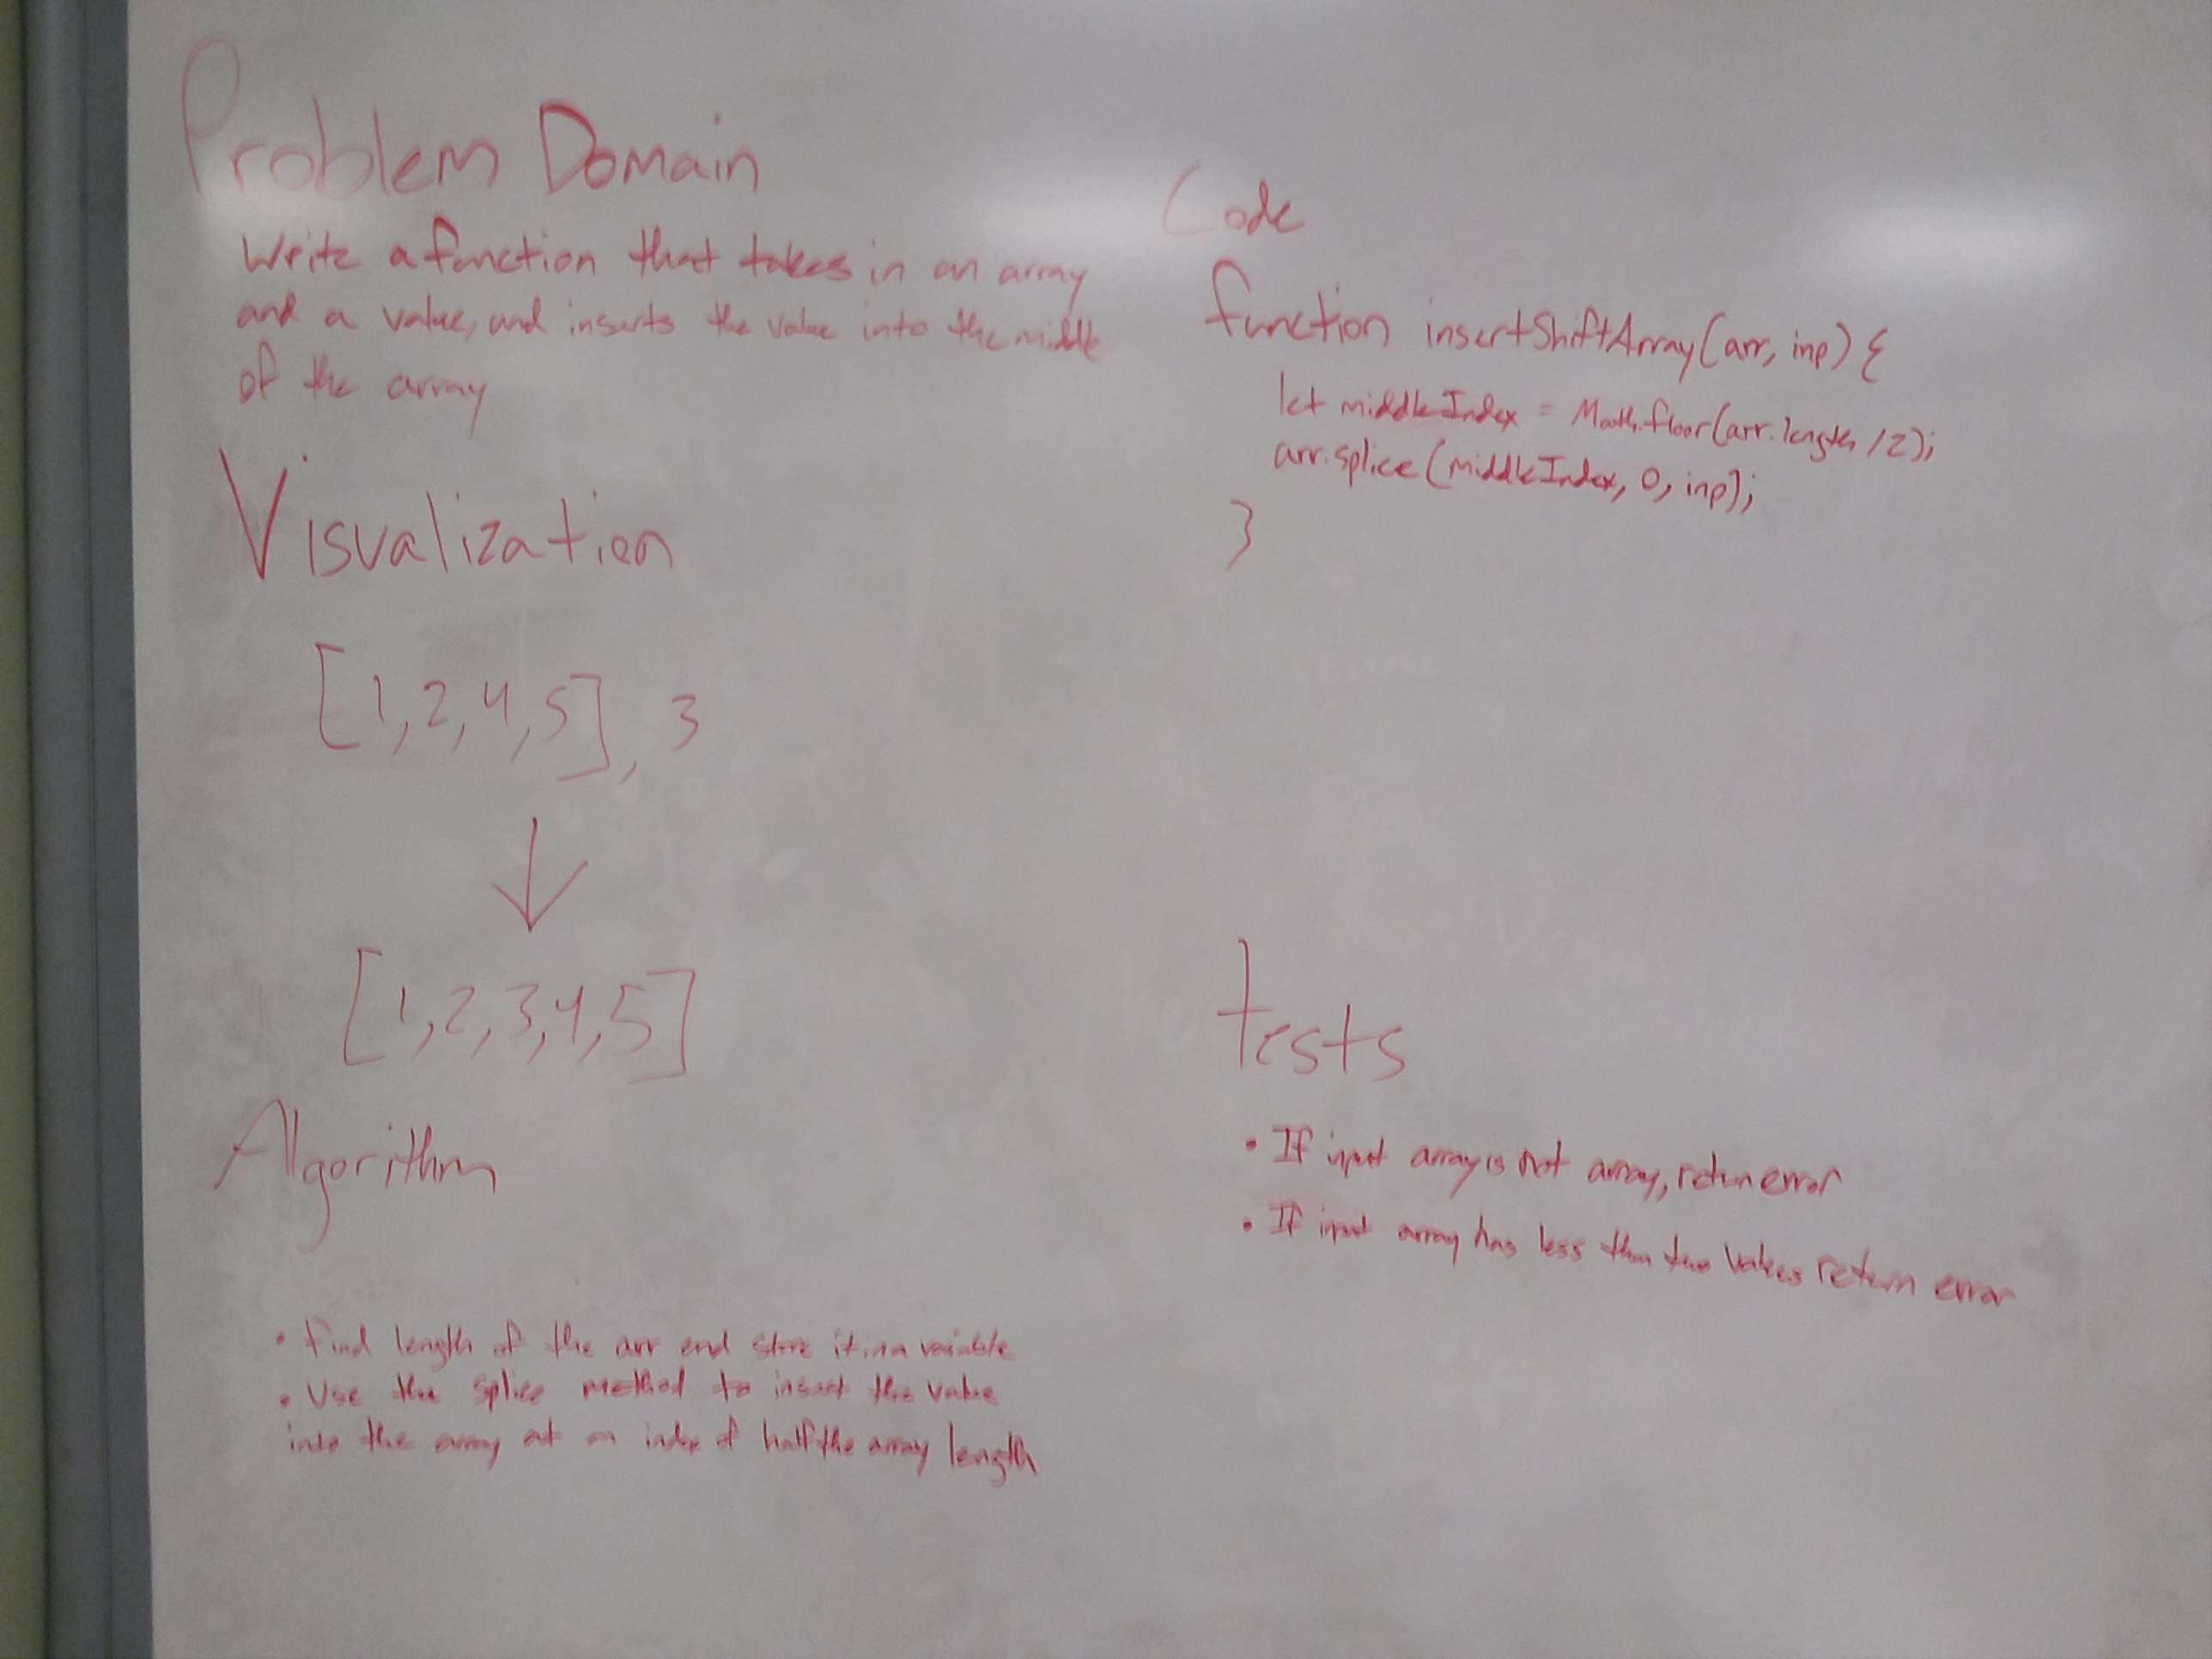 Problem Domain
Write a function that takes in an array
and a value, and inserts the value into the middle
of the array
Visualization
[1,2,4,5], 3
[1,2,3,4,5]
Algorithm
• Find length of the arr and store it in a variable
• Use the splice method to insert the value
into the array at an index of half the array length
Code
function insertShiftArray(arr, inp) {
let middleIndex = Math.floor(arr.length /2);
arr.splice(middleIndex, 0, inp);
}
tests
• If input array is not array, return error
• If input array has less than two values return error